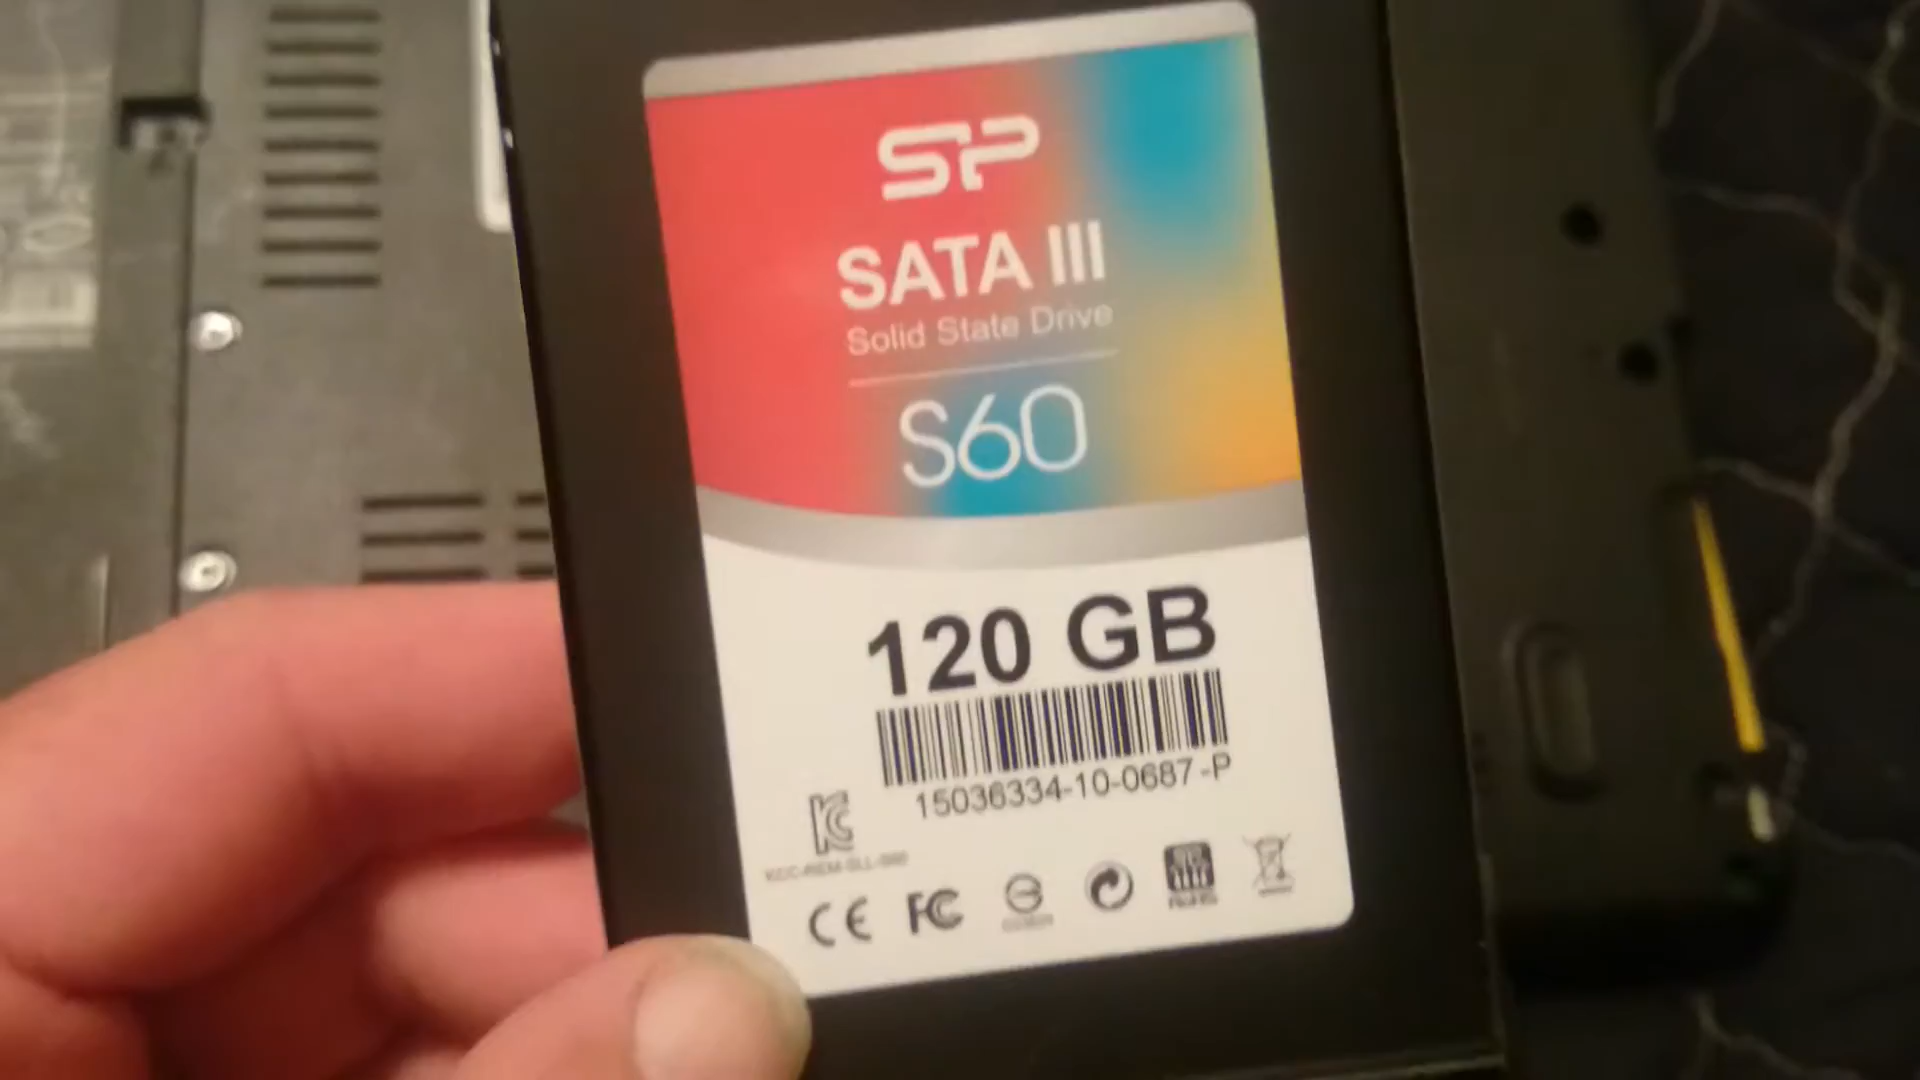 SP
SATA III
Solid State Drive
S60
120 GB
15036334-10-0687-P
CE FC